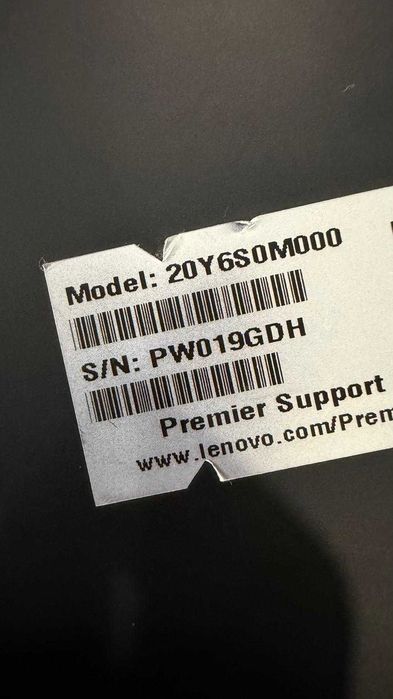 Model: 20Y6S0M000
S/N: PW019GDH
Premier Support
www.lenovo.com/Prem